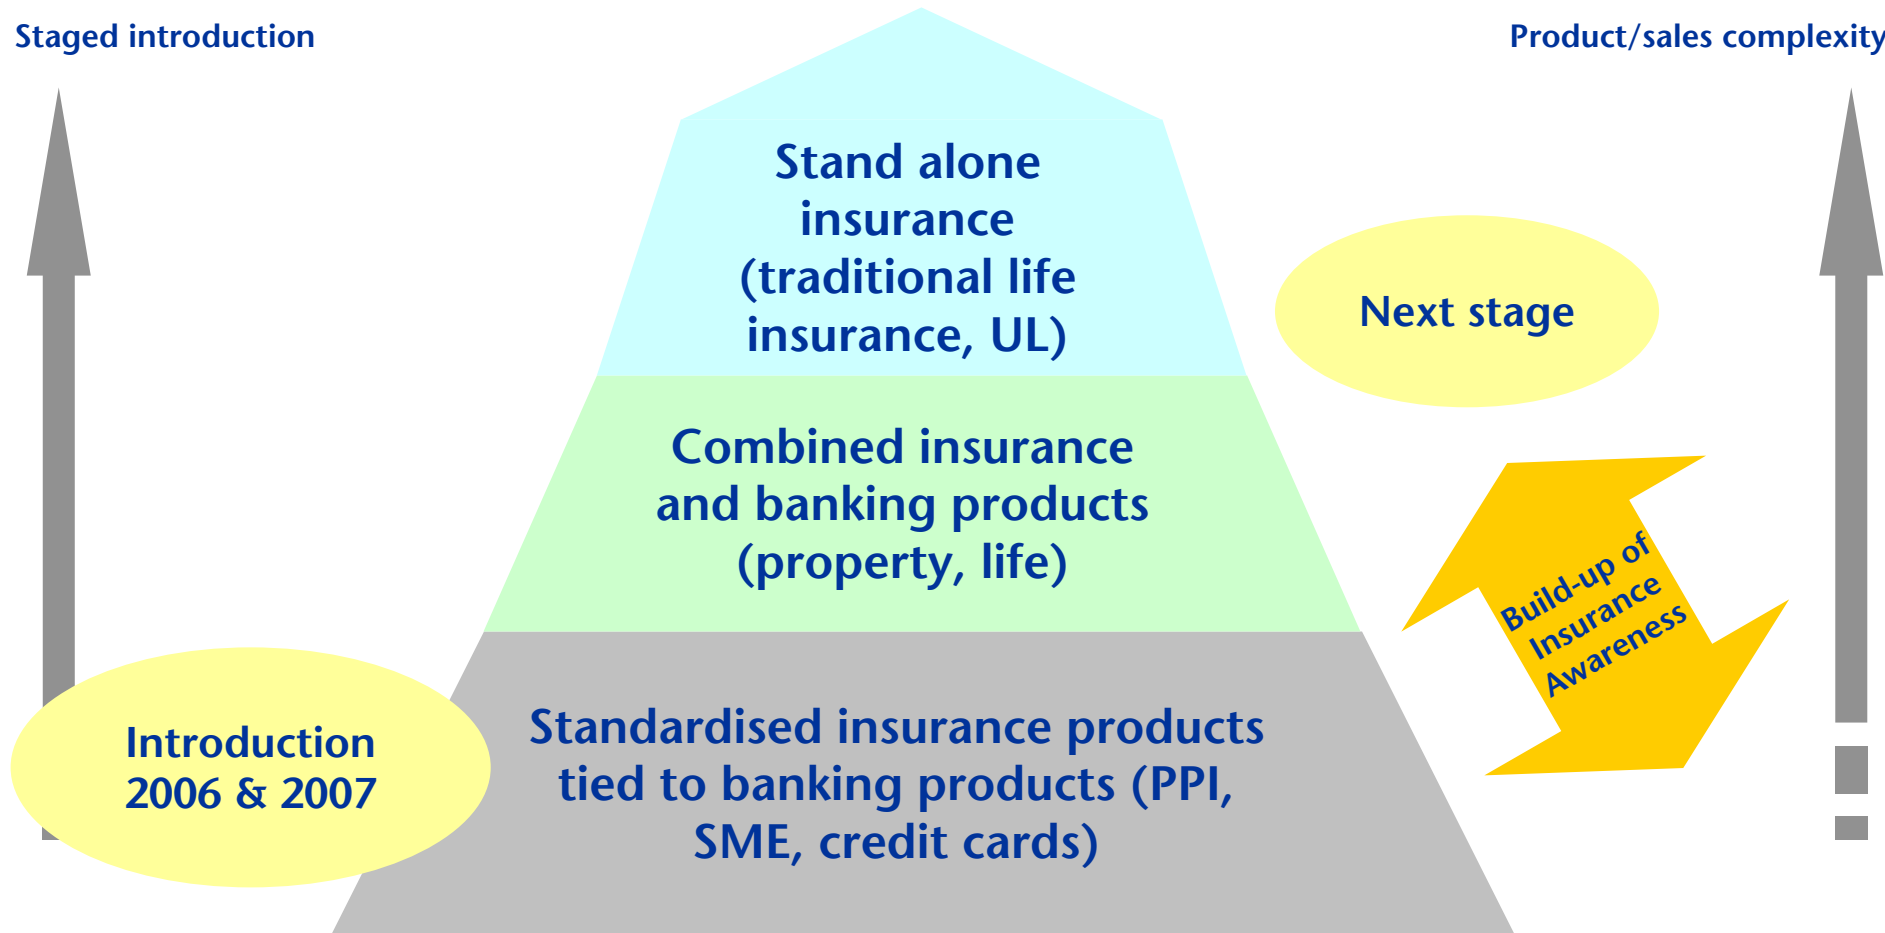 Staged introduction
Product/sales complexity
Stand alone
insurance
(traditional life
insurance, UL)
Next stage
Combined insurance
and banking products
(property, life)
Build-up of
Insurance
Awareness
Introduction
2006 & 2007
Standardised insurance products
tied to banking products (PPI,
SME, credit cards)